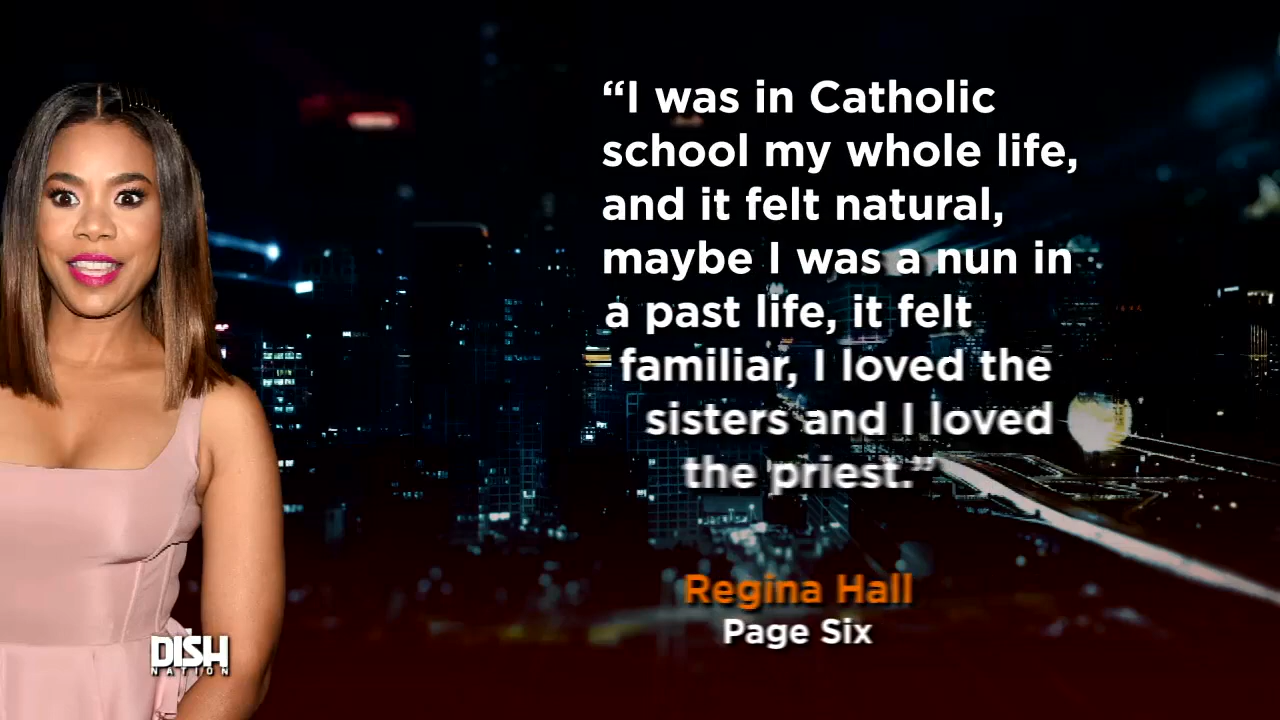 “I was in Catholic
school my whole life,
and it felt natural,
maybe I was a nun in
a past life, it felt
familiar, I loved the
sisters and I loved
the priest.”
Regina Hall
Page Six
DISH
NATION